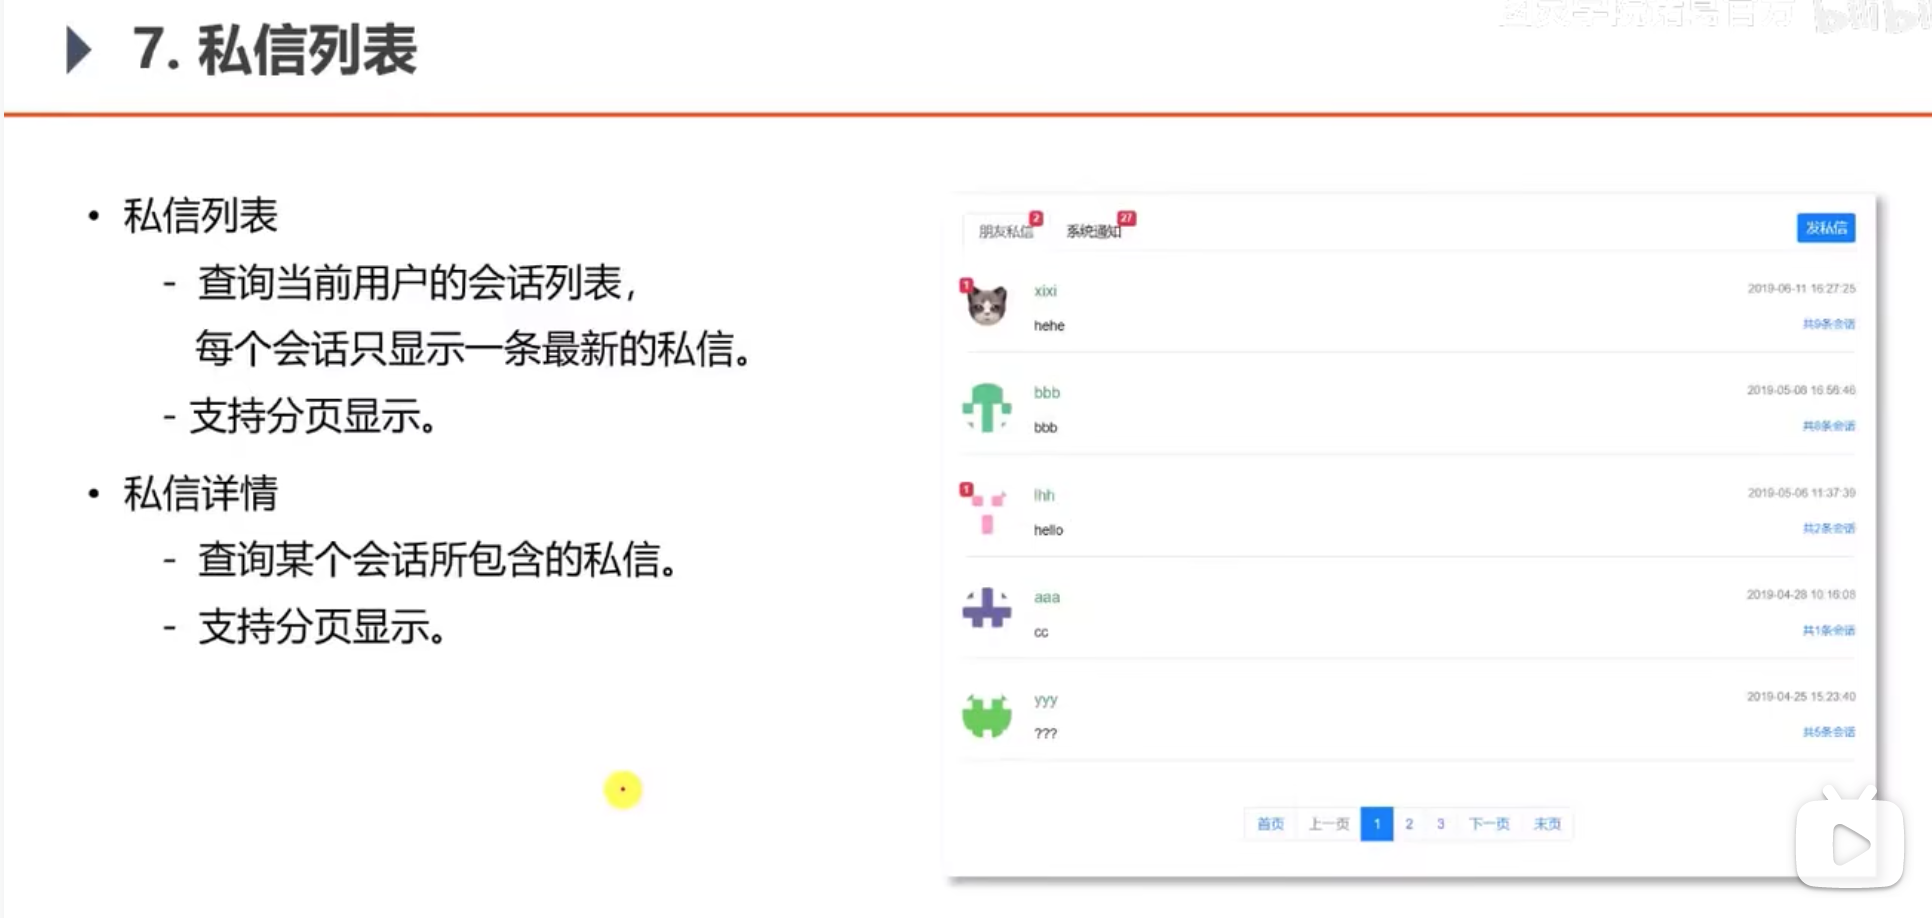 7. 私信列表
• 私信列表
- 查询当前用户的会话列表，
每个会话只显示一条最新的私信。
- 支持分页显示。
• 私信详情
- 查询某个会话所包含的私信。
- 支持分页显示。
朋友私信 2 系统通知 27 发私信
1 xixi 2019-06-11 16:27:25
hehe 共9条会话
bbb 2019-05-08 16:56:46
bbb 共8条会话
1 lhh 2019-05-06 11:37:39
hello 共2条会话
aaa 2019-04-28 10:16:08
cc 共1条会话
yyy 2019-04-25 15:23:40
??? 共5条会话
首页 上一页 1 2 3 下一页 末页